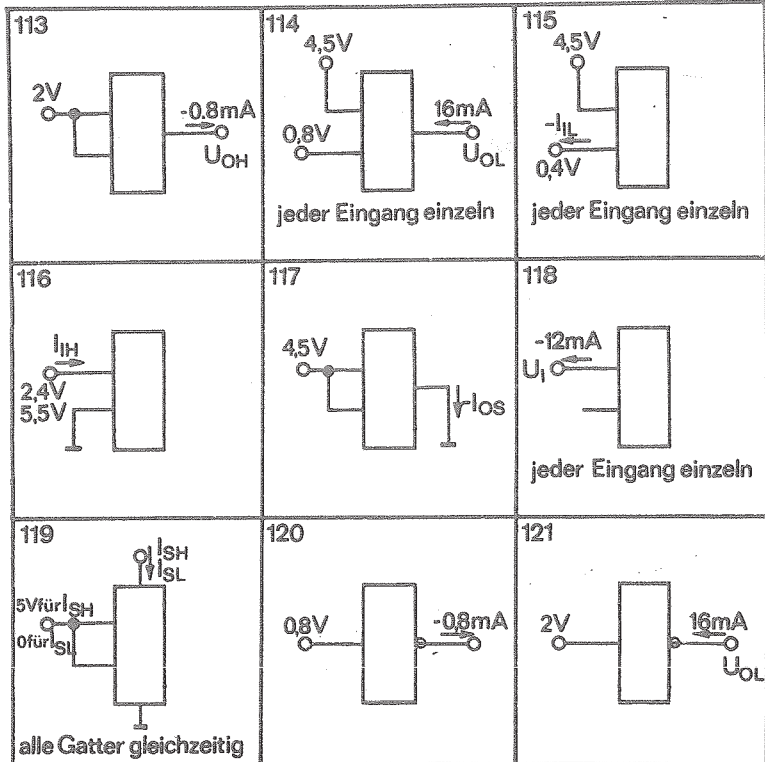 113
2V
-0.8mA
UOH
114
4,5V
0,8V
16mA
UOL
jeder Eingang einzeln
115
4,5V
-IIL
0,4V
jeder Eingang einzeln
116
IIH
2,4V
5,5V
117
4,5V
-IOS
118
-12mA
UI
jeder Eingang einzeln
119
ISH
ISL
5V für ISH
0 für ISL
alle Gatter gleichzeitig
120
0,8V
-0,8mA
121
2V
16mA
UOL